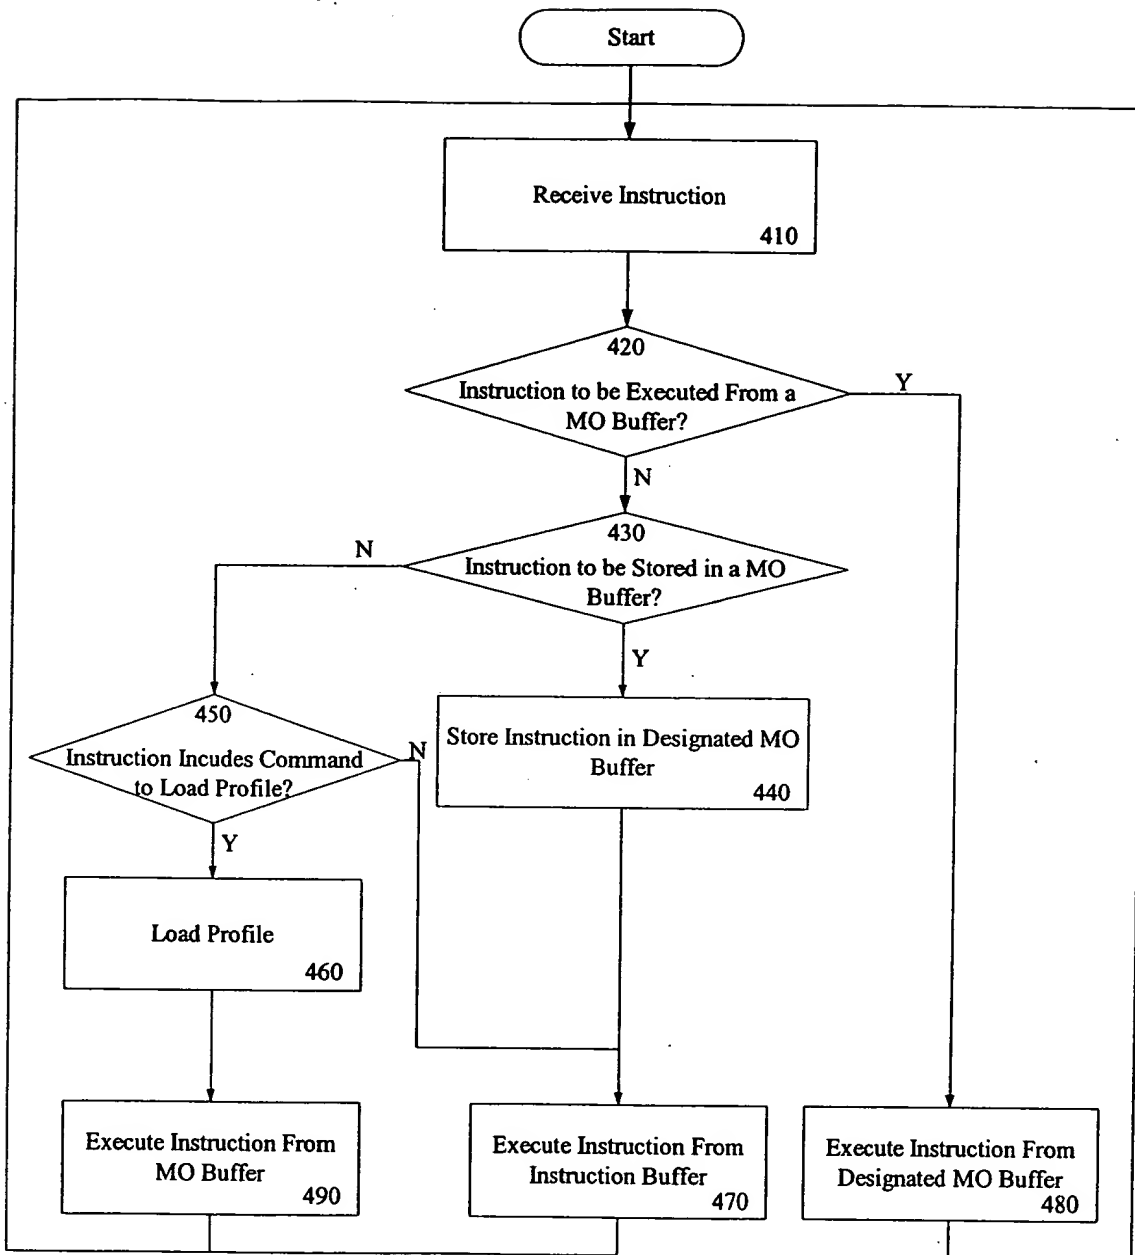 Start
Receive Instruction
410
420
Instruction to be Executed From a
MO Buffer?
Y
N
430
Instruction to be Stored in a MO
Buffer?
N
Y
450
Instruction Incudes Command
to Load Profile?
N
Y
Store Instruction in Designated MO
Buffer
440
Load Profile
460
Execute Instruction From
MO Buffer
490
Execute Instruction From
Instruction Buffer
470
Execute Instruction From
Designated MO Buffer
480